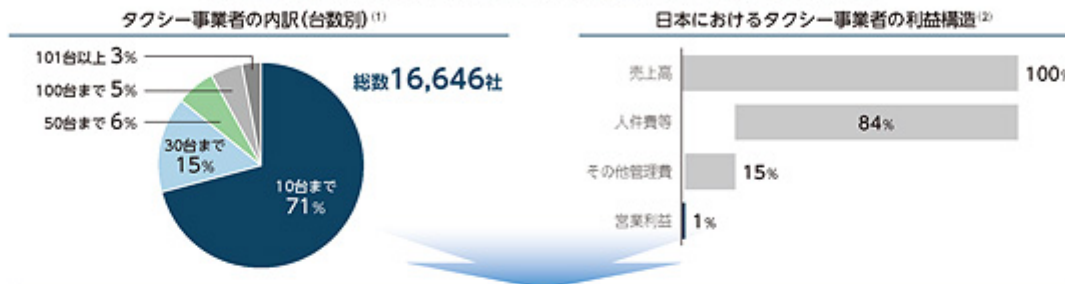 タクシー事業者の内訳(台数別)(1)
101台以上 3%
100台まで 5%
50台まで 6%
30台まで
15%
10台まで
71%
総数16,646社
日本におけるタクシー事業者の利益構造(2)
売上高
100%
人件費等
84%
その他管理費
15%
営業利益
1%